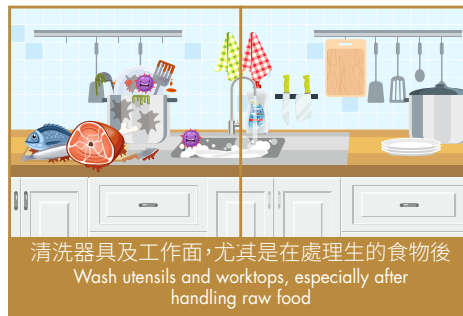 清洗器具及工作面，尤其是在處理生的食物後
Wash utensils and worktops, especially after
handling raw food